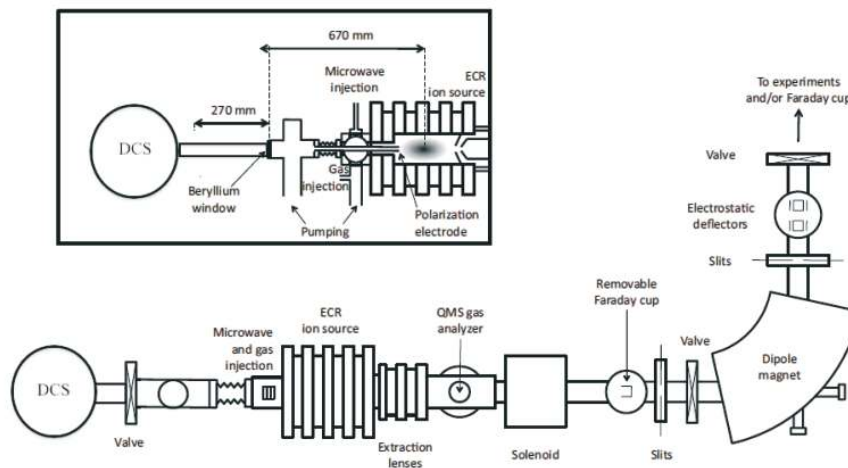 670 mm
Microwave
injection
ECR
ion source
270 mm
DCS
Beryllium
window
Gas
injection
Pumping
Polarization
electrode
To experiments
and/or Faraday cup
Valve
Electrostatic
deflectors
Slits
Removable
Faraday cup
QMS gas
analyzer
ECR
ion source
Microwave
and gas
injection
Valve
Dipole
magnet
DCS
Valve
Extraction
lenses
Solenoid
Slits